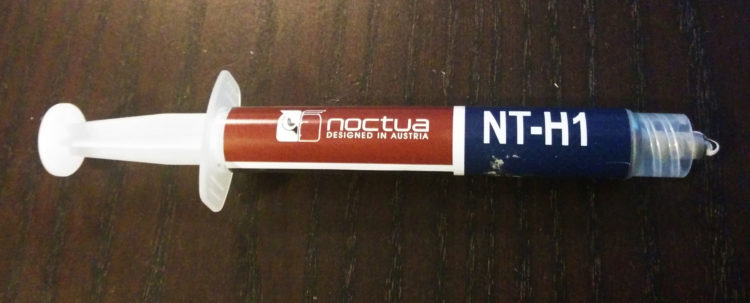 noctua
DESIGNED IN AUSTRIA
NT-H1